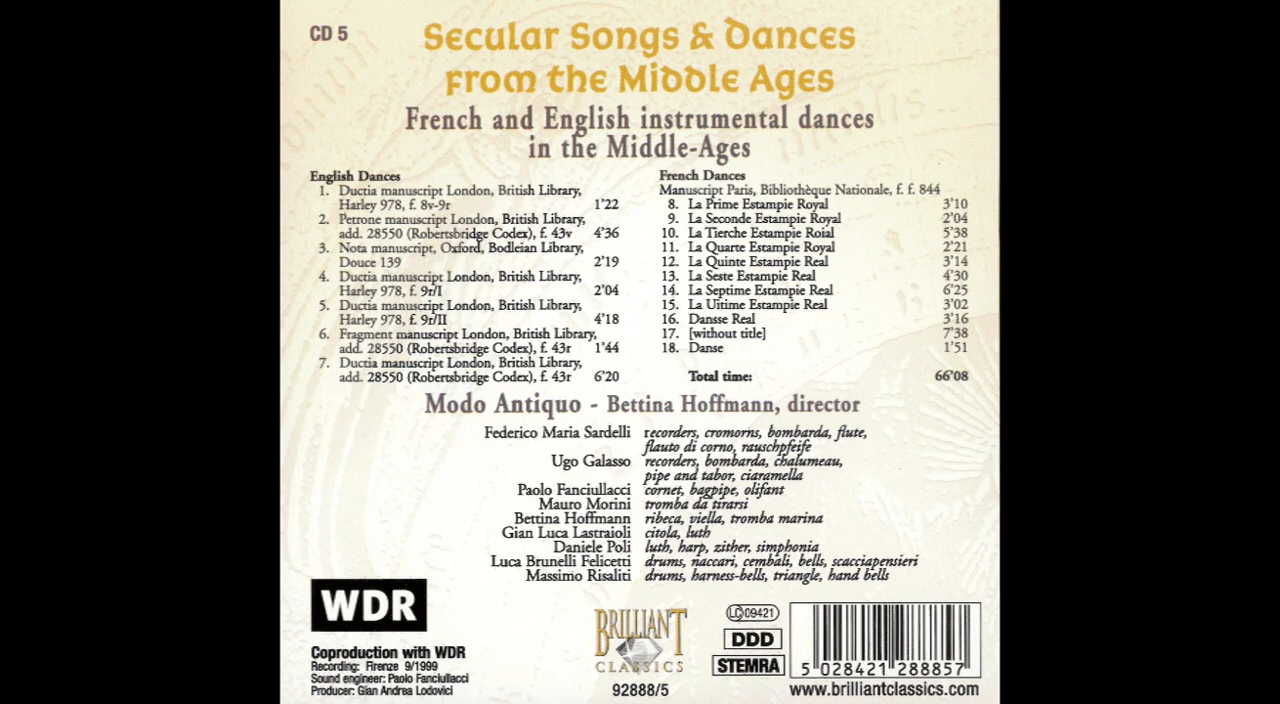 CD 5
Secular Songs & Dances
from the Middle Ages
French and English instrumental dances
in the Middle-Ages
English Dances
1. Ductia manuscript London, British Library,
Harley 978, f. 8v-9r 1'22
2. Petrone manuscript London, British Library,
add. 28550 (Robertsbridge Codex), f. 43v 4'36
3. Nota manuscript, Oxford, Bodleian Library,
Douce 139 2'19
4. Ductia manuscript London, British Library,
Harley 978, f. 9r/I 2'04
5. Ductia manuscript London, British Library,
Harley 978, f. 9r/II 4'18
6. Fragment manuscript London, British Library,
add. 28550 (Robertsbridge Codex), f. 43r 1'44
7. Ductia manuscript London, British Library,
add. 28550 (Robertsbridge Codex), f. 43r 6'20
French Dances
Manuscript Paris, Bibliothèque Nationale, f. f. 844
8. La Prime Estampie Royal 3'10
9. La Seconde Estampie Royal 2'04
10. La Tierche Estampie Roial 5'38
11. La Quarte Estampie Royal 2'21
12. La Quinte Estampie Real 3'14
13. La Seste Estampie Real 4'30
14. La Septime Estampie Real 6'25
15. La Uitime Estampie Real 3'02
16. Dansse Real 3'16
17. [without title] 7'38
18. Danse 1'51
Total time: 66'08
Modo Antiquo - Bettina Hoffmann, director
Federico Maria Sardelli recorders, cromorns, bombarda, flute,
flauto di corno, rauschpfeife
Ugo Galasso recorders, bombarda, chalumeau,
pipe and tabor, ciaramella
Paolo Fanciullacci cornet, bagpipe, olifant
Mauro Morini tromba da tirarsi
Bettina Hoffmann ribeca, viella, tromba marina
Gian Luca Lastraioli citola, luth
Daniele Poli luth, harp, zither, simphonia
Luca Brunelli Felicetti drums, naccari, cembali, bells, scacciapensieri
Massimo Risaliti drums, harness-bells, triangle, hand bells
WDR
Coproduction with WDR
Recording: Firenze 9/1999
Sound engineer: Paolo Fanciullacci
Producer: Gian Andrea Lodovici
BRILLIANT
CLASSICS
92888/5
LC 09421
DDD
STEMRA
5 028421 288857
www.brilliantclassics.com